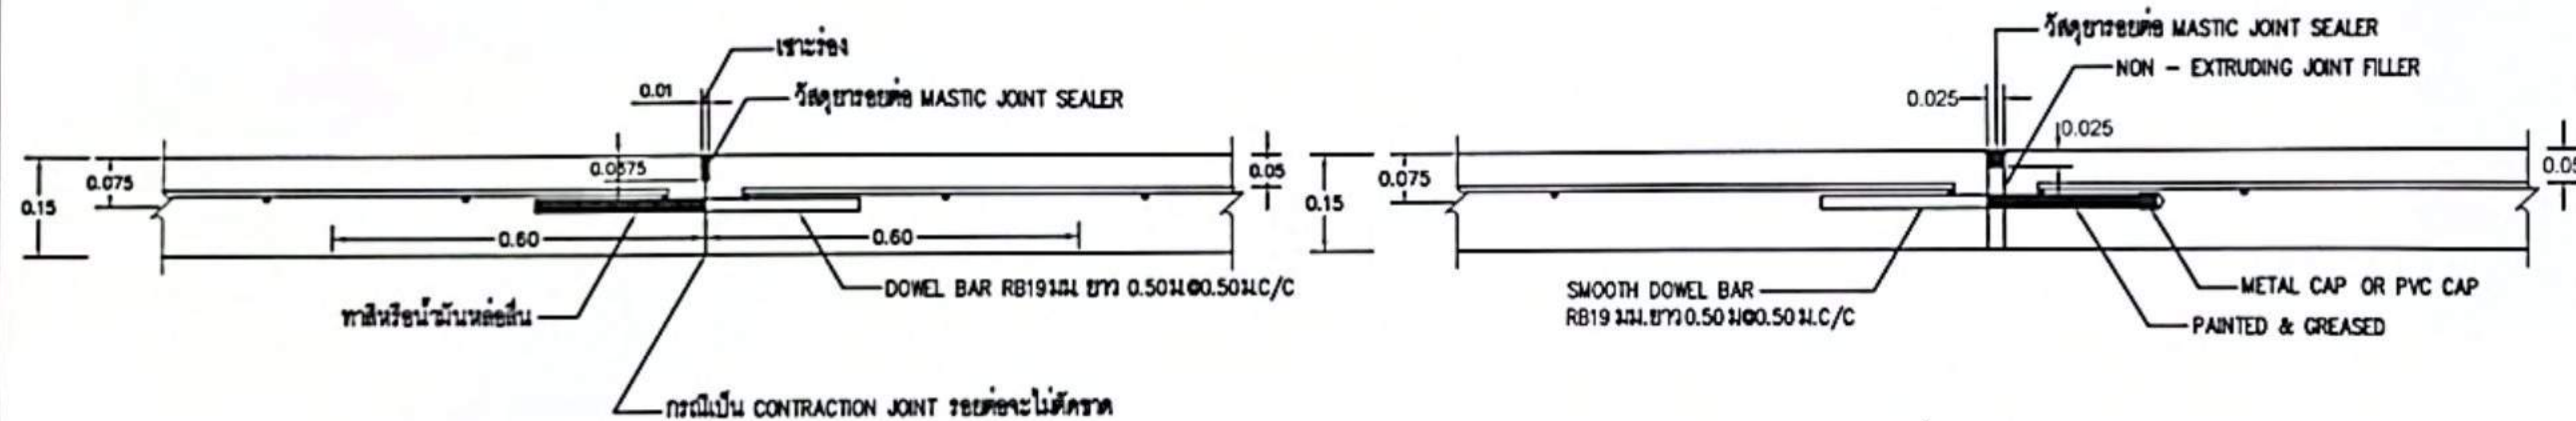 เซาะร่อง
0.01
วัสดุยารอยต่อ MASTIC JOINT SEALER
0.0375
0.15
0.075
0.05
0.60
0.60
DOWEL BAR RB19มม. ยาว 0.50ม.@0.50ม.C/C
ทาสีหรือน้ำมันหล่อลื่น
กรณีเป็น CONTRACTION JOINT รอยต่อจะไม่ตัดขาด
วัสดุยารอยต่อ MASTIC JOINT SEALER
NON - EXTRUDING JOINT FILLER
0.025
0.025
0.15
0.075
0.05
SMOOTH DOWEL BAR
RB19 มม.ยาว 0.50 ม@0.50 ม.C/C
METAL CAP OR PVC CAP
PAINTED & GREASED